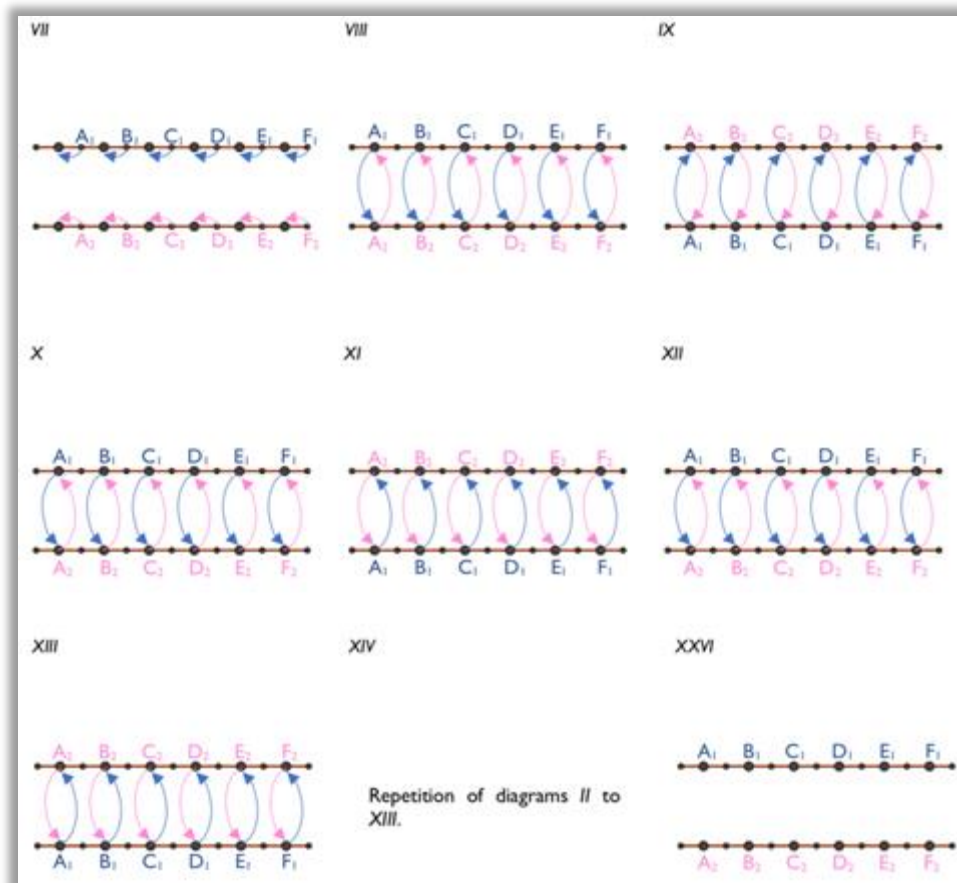 VII VIII IX
A₁ B₁ C₁ D₁ E₁ F₁ A₁ B₁ C₁ D₁ E₁ F₁ A₂ B₂ C₂ D₂ E₂ F₂
A₂ B₂ C₂ D₂ E₂ F₂ A₂ B₂ C₂ D₂ E₂ F₂ A₁ B₁ C₁ D₁ E₁ F₁
X XI XII
A₁ B₁ C₁ D₁ E₁ F₁ A₂ B₂ C₂ D₂ E₂ F₂ A₁ B₁ C₁ D₁ E₁ F₁
A₂ B₂ C₂ D₂ E₂ F₂ A₁ B₁ C₁ D₁ E₁ F₁ A₂ B₂ C₂ D₂ E₂ F₂
XIII XIV XXVI
A₂ B₂ C₂ D₂ E₂ F₂ A₁ B₁ C₁ D₁ E₁ F₁
Repetition of diagrams II to
XIII.
A₁ B₁ C₁ D₁ E₁ F₁ A₂ B₂ C₂ D₂ E₂ F₂